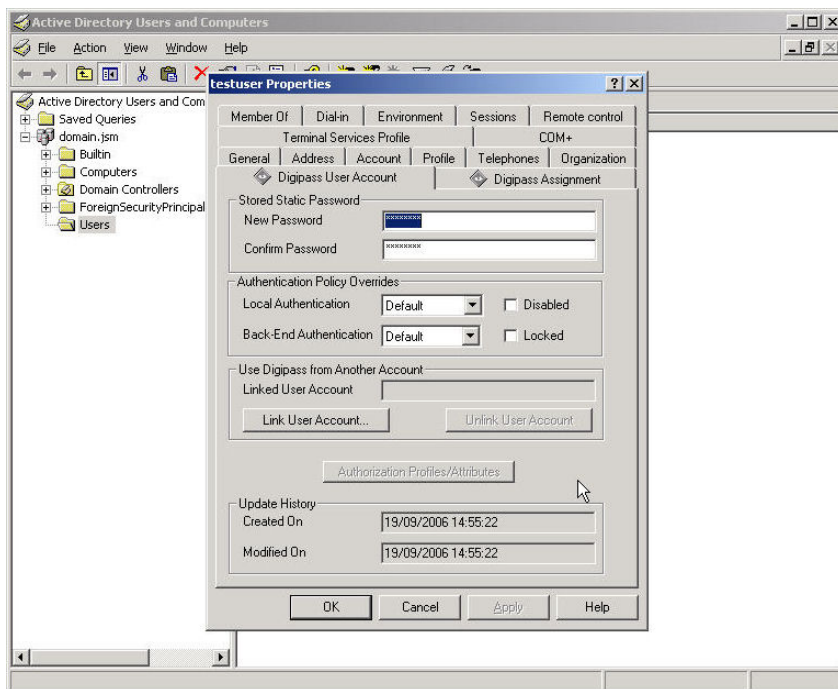 Active Directory Users and Computers
File Action View Window Help
Active Directory Users and Com
Saved Queries
domain.jsm
Builtin
Computers
Domain Controllers
ForeignSecurityPrincipal
Users
testuser Properties
Member Of Dial-in Environment Sessions Remote control
Terminal Services Profile COM+
General Address Account Profile Telephones Organization
Digipass User Account Digipass Assignment
Stored Static Password
New Password ********
Confirm Password ********
Authentication Policy Overrides
Local Authentication Default Disabled
Back-End Authentication Default Locked
Use Digipass from Another Account
Linked User Account
Link User Account... Unlink User Account
Authorization Profiles/Attributes
Update History
Created On 19/09/2006 14:55:22
Modified On 19/09/2006 14:55:22
OK Cancel Apply Help